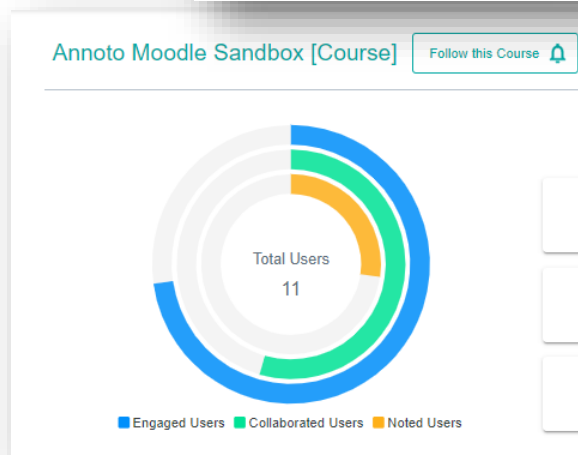 Annoto Moodle Sandbox [Course]
Follow this Course
Total Users
11
Engaged Users
Collaborated Users
Noted Users